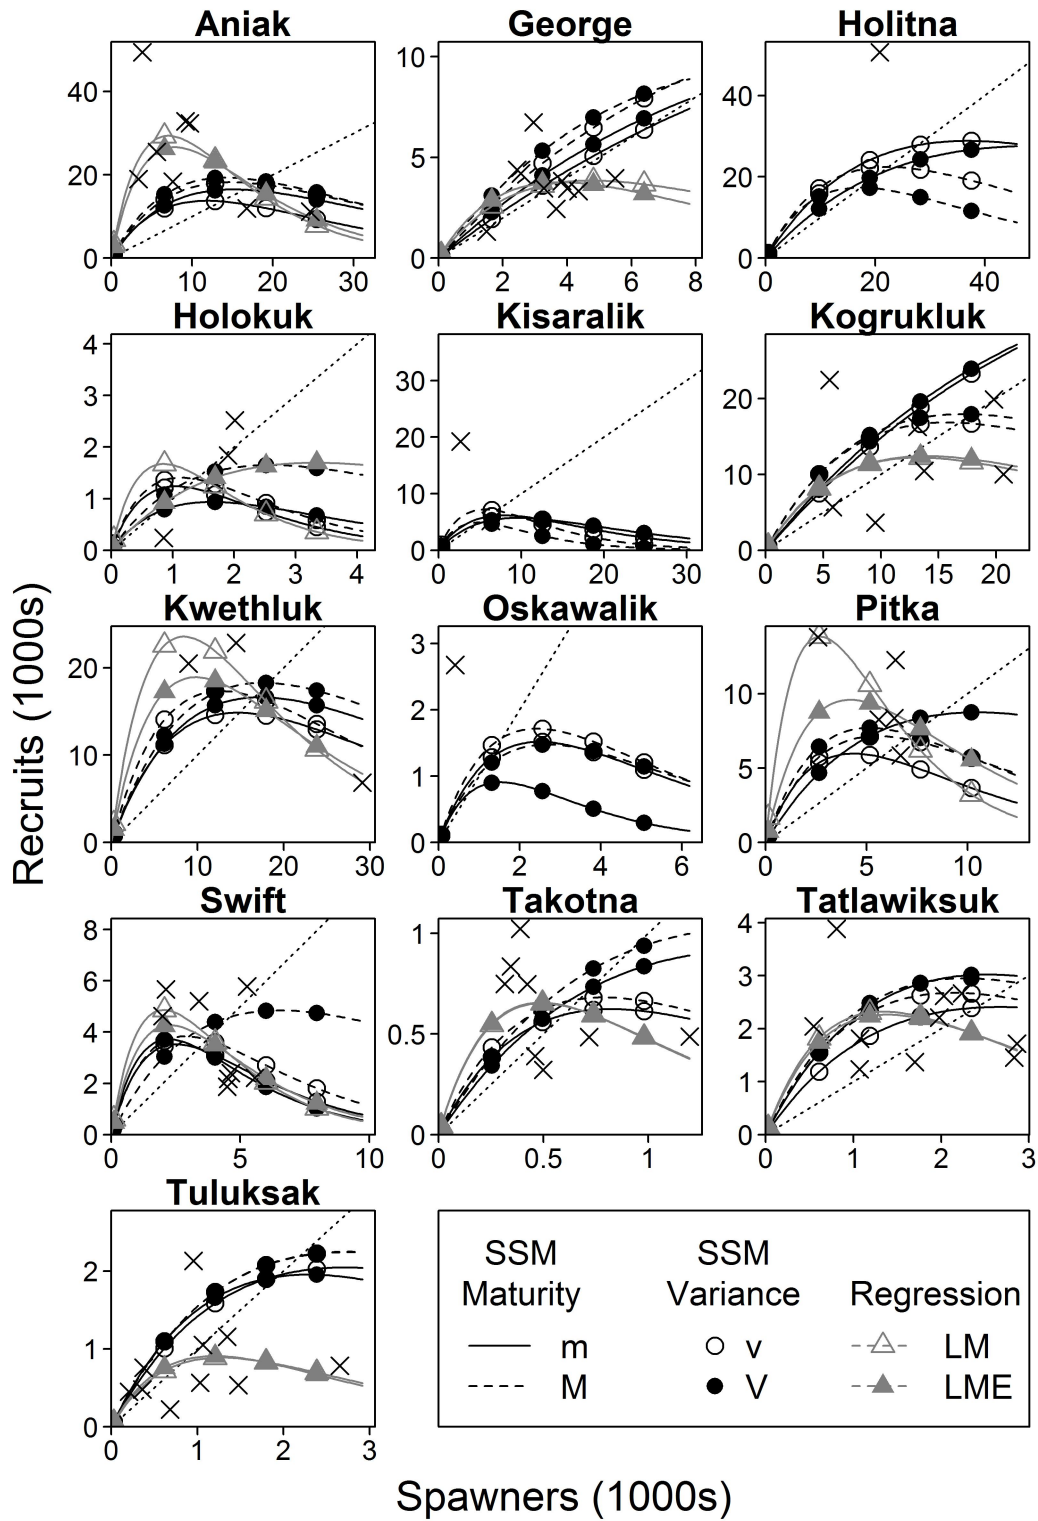 Aniak
George
Holitna
40
20
0
0 10 20 30
10
5
0
0 2 4 6 8
40
20
0
0 20 40
Holokuk
Kisaralik
Kogrukluk
4
3
2
1
0
0 1 2 3 4
30
20
10
0
0 10 20 30
20
10
0
0 5 10 15 20
Kwethluk
Oskawalik
Pitka
20
10
0
0 10 20 30
3
2
1
0
0 2 4 6
10
5
0
0 5 10
Swift
Takotna
Tatlawiksuk
8
6
4
2
0
0 5 10
1
0.5
0
0 0.5 1
4
3
2
1
0
0 1 2 3
Tuluksak
2
1
0
0 1 2 3
SSM
Maturity
m
M
SSM
Variance
v
V
Regression
LM
LME
Recruits (1000s)
Spawners (1000s)